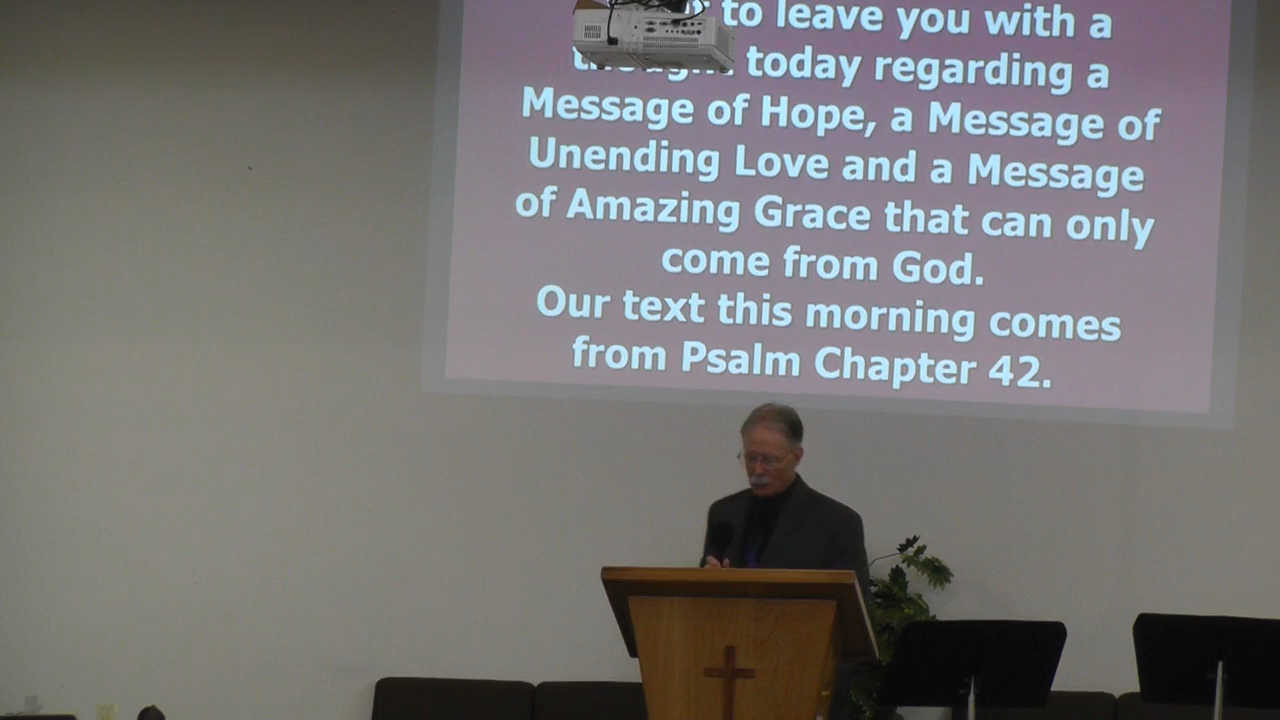 to leave you with a
thought today regarding a
Message of Hope, a Message of
Unending Love and a Message
of Amazing Grace that can only
come from God.
Our text this morning comes
from Psalm Chapter 42.